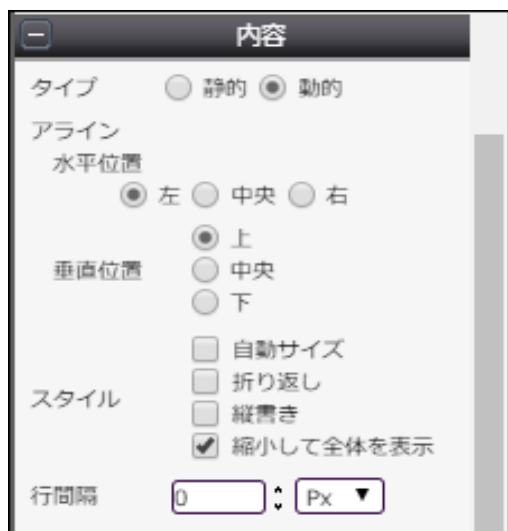 内容
タイプ 静的 動的
アライン
水平位置
左 中央 右
上
垂直位置 中央
下
自動サイズ
折り返し
スタイル
縦書き
縮小して全体を表示
行間隔 0 Px